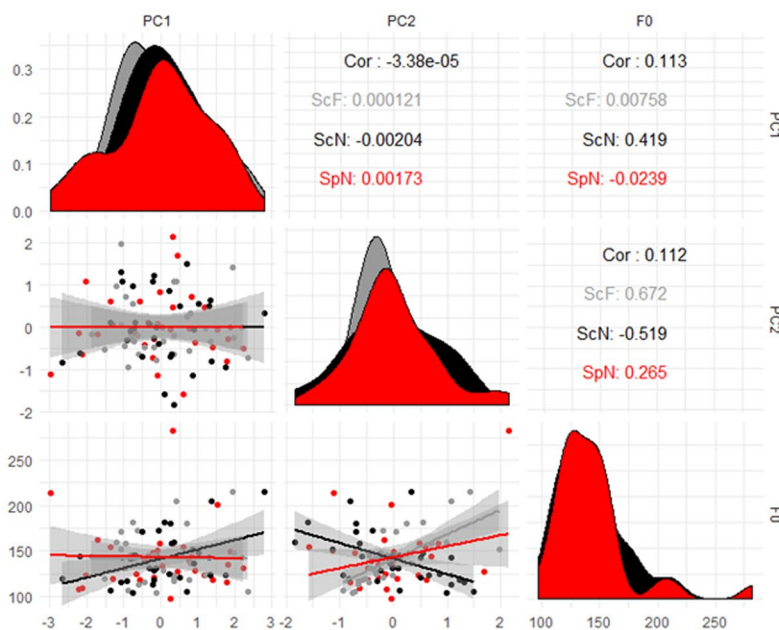 PC1 PC2 F0
0.3
0.2
0.1
0.0
Cor : -3.38e-05
ScF: 0.000121
ScN: -0.00204
SpN: 0.00173
Cor : 0.113
ScF: 0.00758
ScN: 0.419
SpN: -0.0239
PC1
2
1
0
-1
-2
Cor : 0.112
ScF: 0.672
ScN: -0.519
SpN: 0.265
PC2
250
200
150
100
F0
-3 -2 -1 0 1 2 3
-2 -1 0 1 2
100 150 200 250